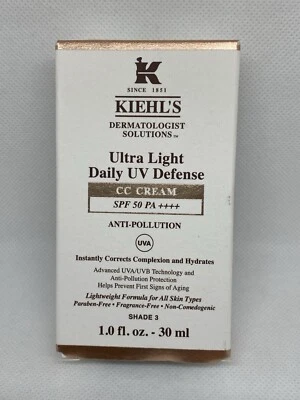 K
SINCE 1851
KIEHL'S
DERMATOLOGIST
SOLUTIONS™
Ultra Light
Daily UV Defense
CC CREAM
SPF 50 PA ++++
ANTI-POLLUTION
UVA
Instantly Corrects Complexion and Hydrates
Advanced UVA/UVB Technology and
Anti-Pollution Protection
Helps Prevent First Signs of Aging
Lightweight Formula for All Skin Types
Paraben-Free • Fragrance-Free • Non-Comedogenic
SHADE 3
1.0 fl. oz. - 30 ml